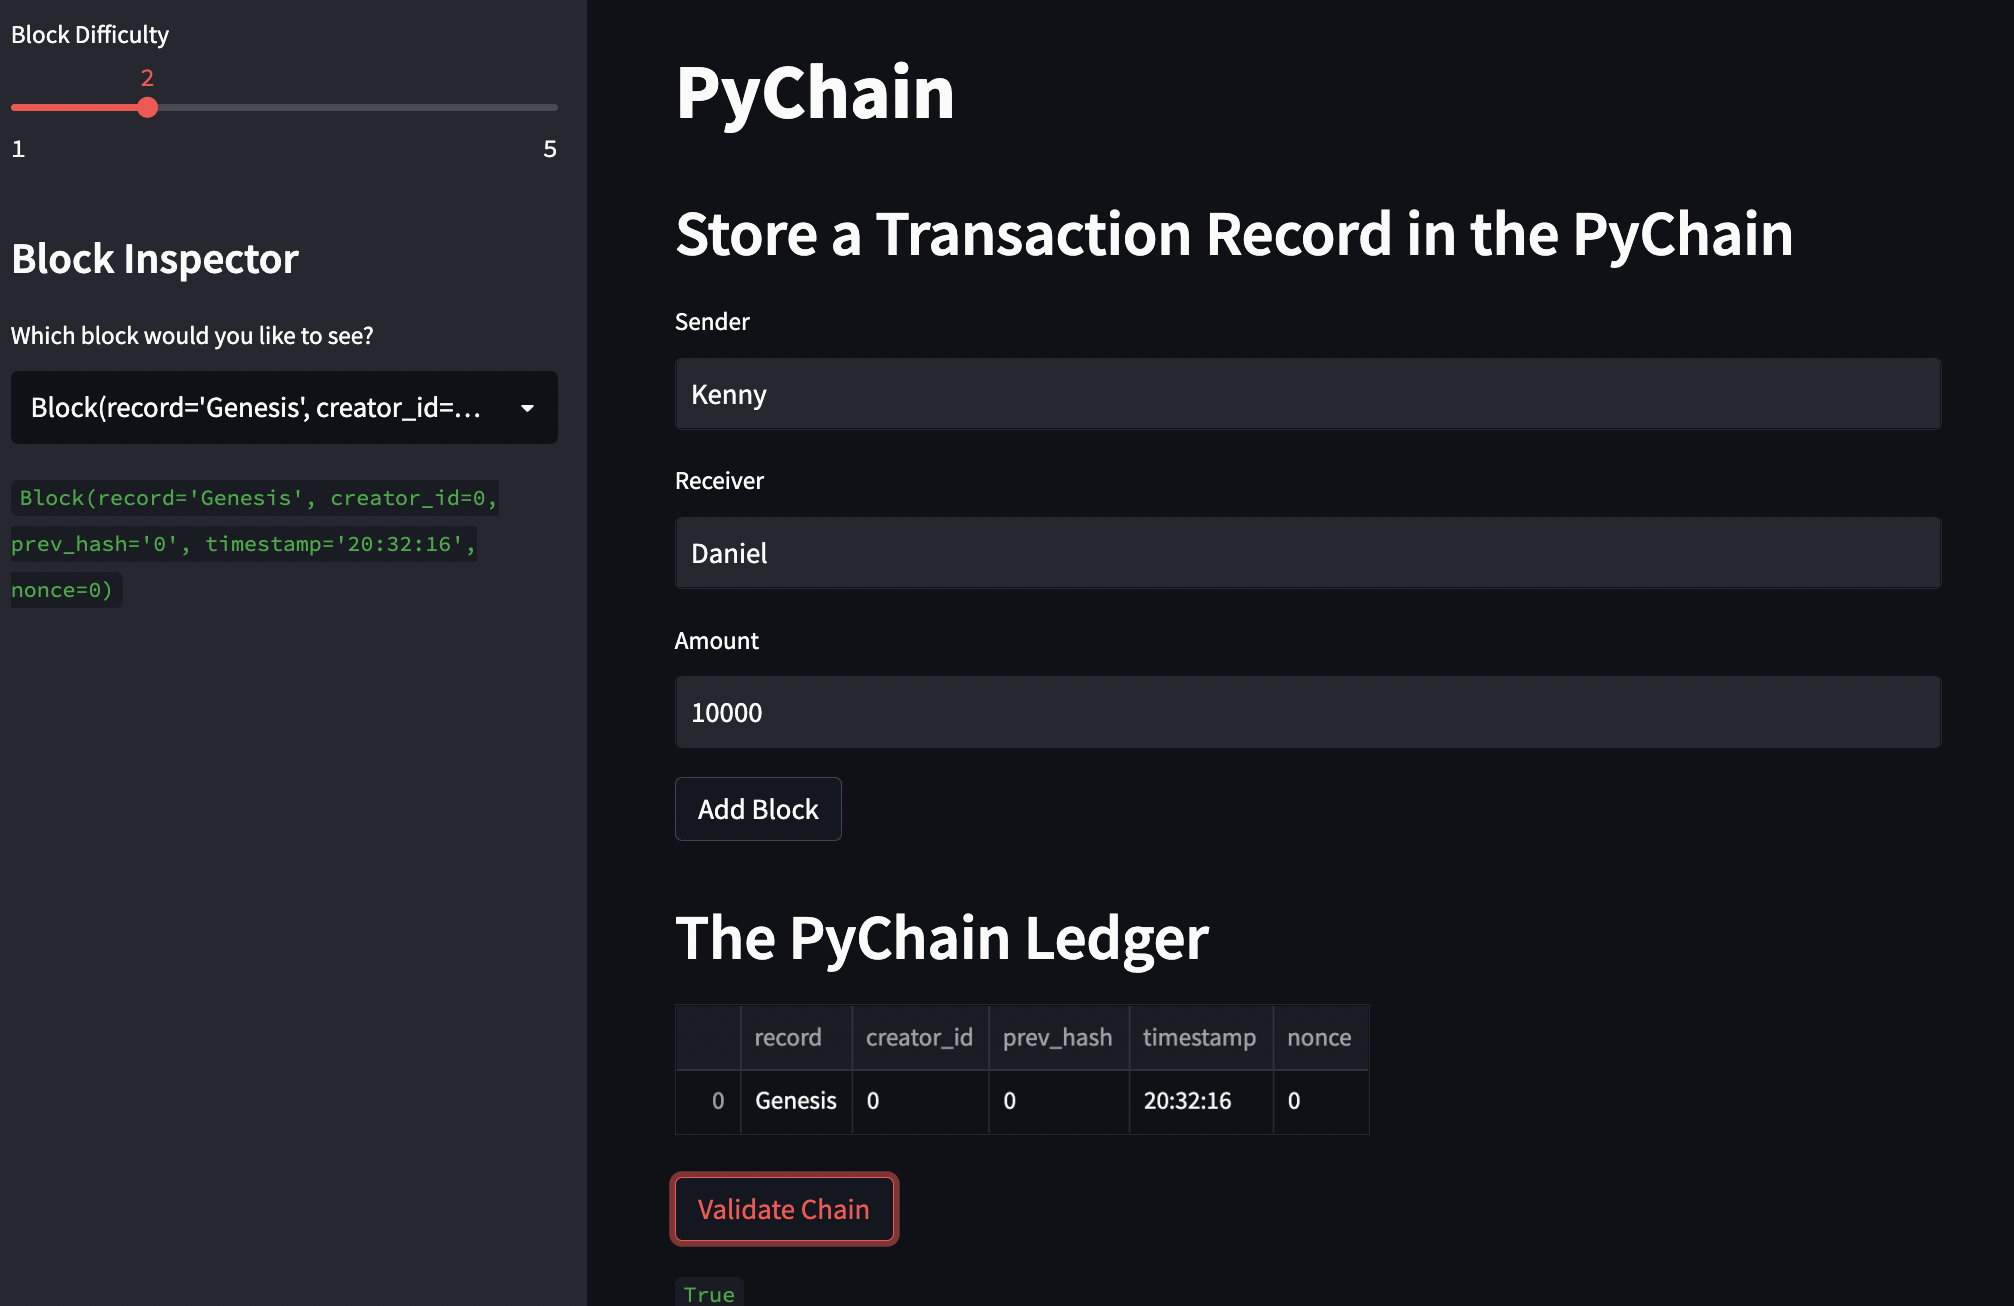 Block Difficulty
2
1 5
Block Inspector
Which block would you like to see?
Block(record='Genesis', creator_id=...
Block(record='Genesis', creator_id=0,
prev_hash='0', timestamp='20:32:16',
nonce=0)
PyChain
Store a Transaction Record in the PyChain
Sender
Kenny
Receiver
Daniel
Amount
10000
Add Block
The PyChain Ledger
record creator_id prev_hash timestamp nonce
0 Genesis 0 0 20:32:16 0
Validate Chain
True